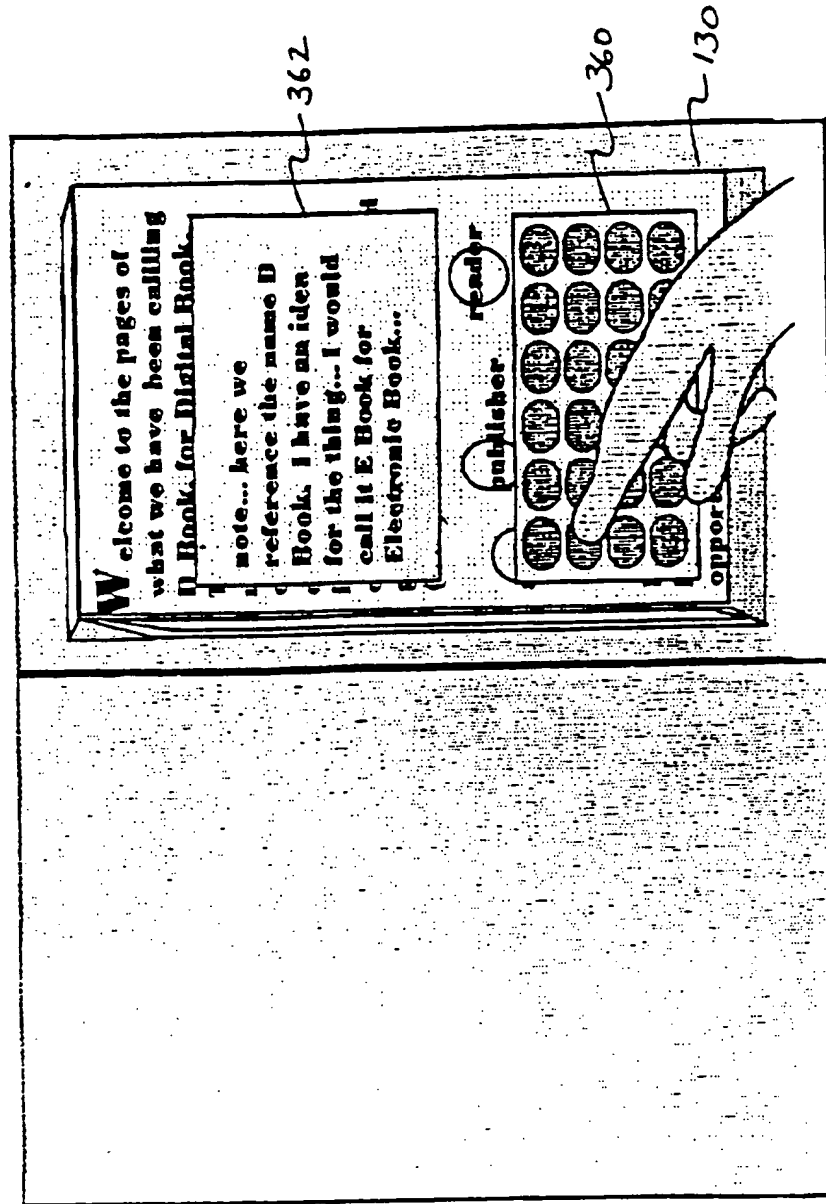 Welcome to the pages of
what we have been callling
D Book, for Digital Book.
note... here we
reference the name D
Book. I have an idea
for the thing... I would
call it E Book for
Electronic Book...
publisher
reader
oppor
362
360
130